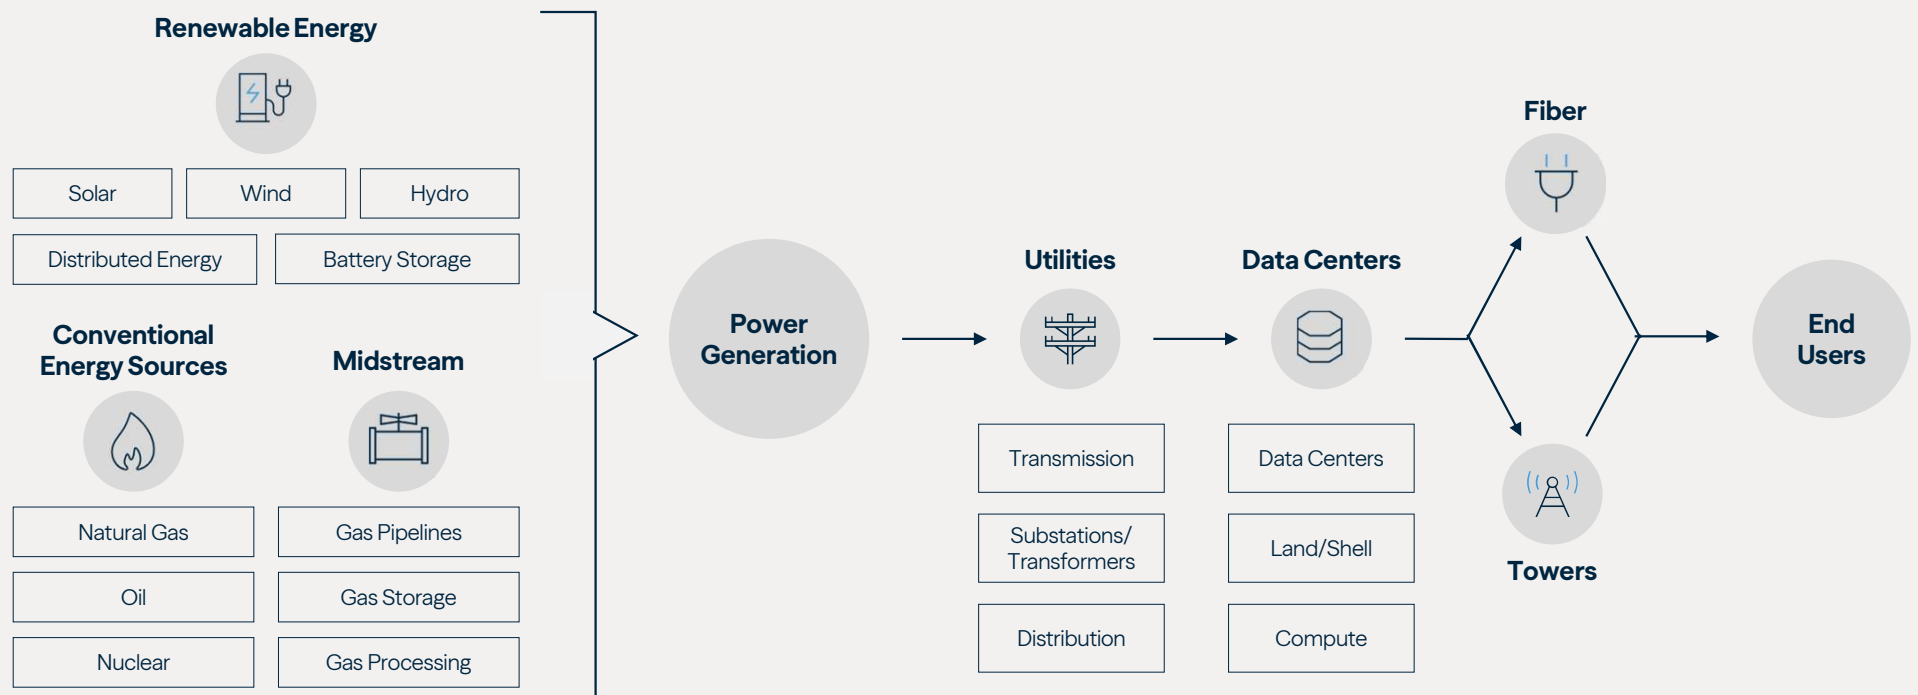 Renewable Energy
Solar
Wind
Hydro
Distributed Energy
Battery Storage
Conventional
Energy Sources
Natural Gas
Oil
Nuclear
Midstream
Gas Pipelines
Gas Storage
Gas Processing
Power
Generation
Utilities
Transmission
Substations/
Transformers
Distribution
Data Centers
Data Centers
Land/Shell
Compute
Fiber
Towers
End
Users